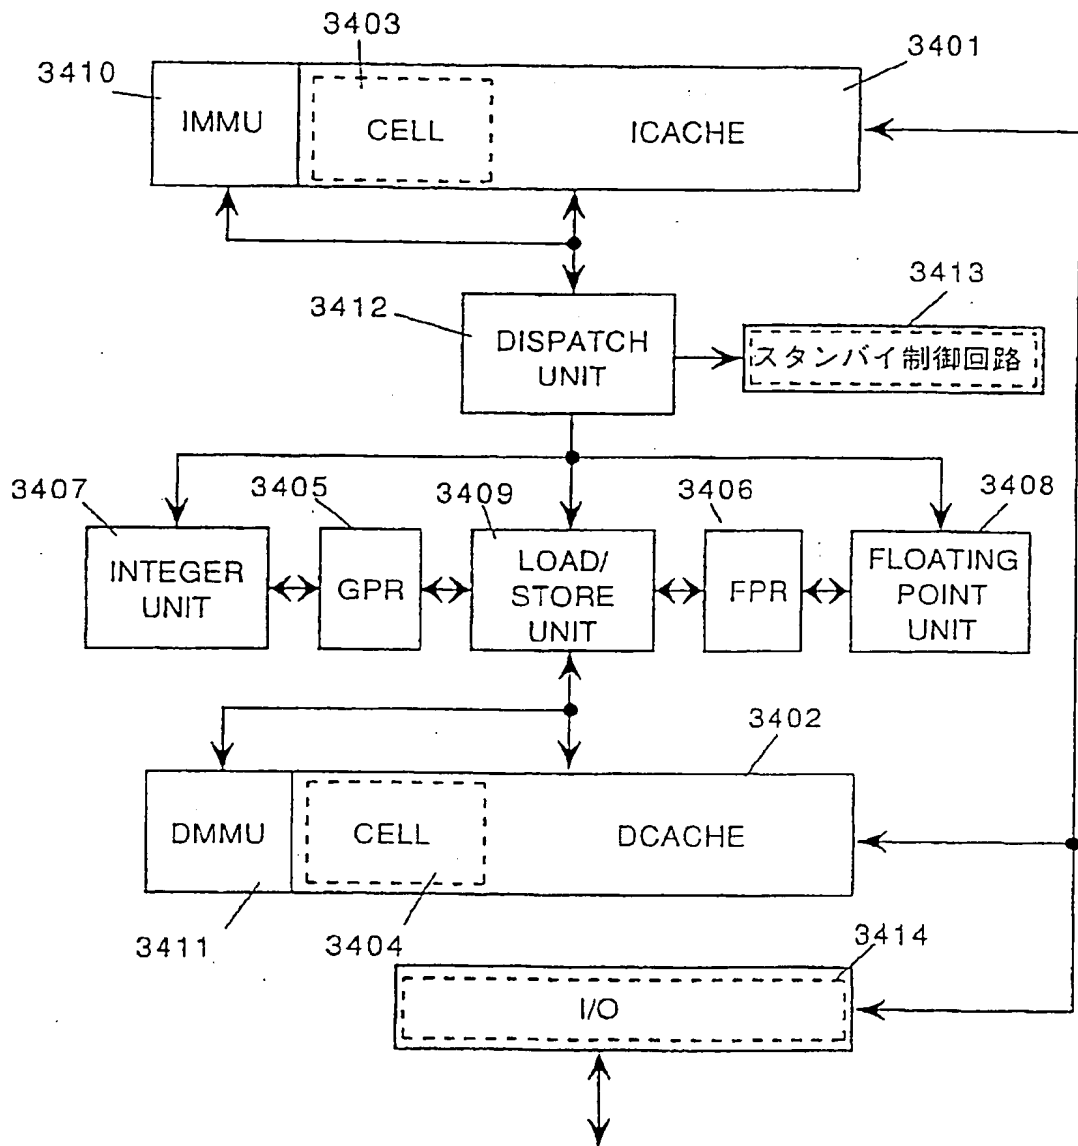 3403
3401
3410
IMMU
CELL
ICACHE
3413
3412
DISPATCH
UNIT
スタンバイ制御回路
3407
3405
3409
3406
3408
INTEGER
UNIT
GPR
LOAD/
STORE
UNIT
FPR
FLOATING
POINT
UNIT
3402
DMMU
CELL
DCACHE
3411
3404
3414
I/O